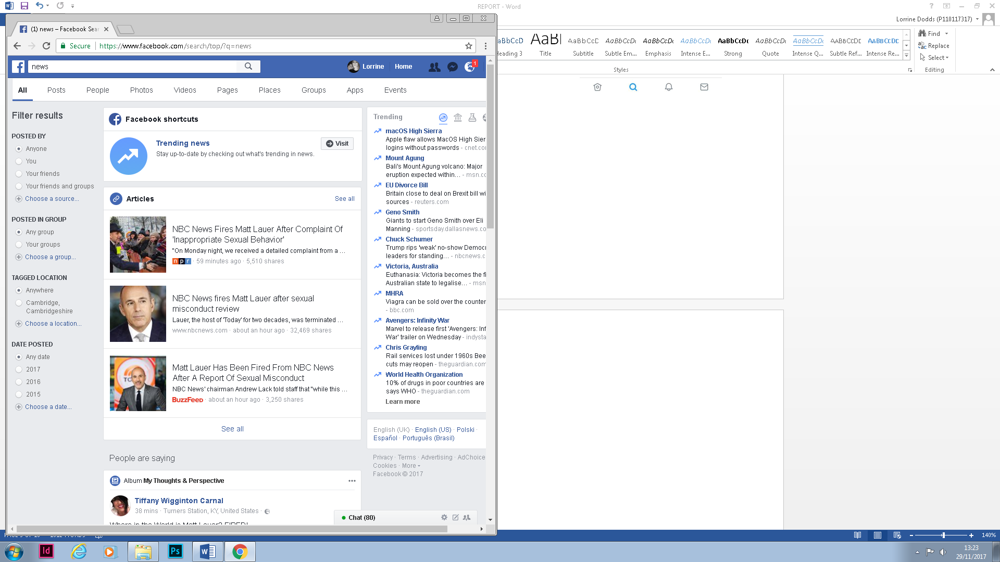 REPORT - Word
Lorrine Dodds (P110117317)
(1) news – Facebook Sear
Secure
https://www.facebook.com/search/top/?q=news
AaBbCcD
AaBl
AaBbCcD
AaBbCcDc
AaBbCcDc
AaBbCcDc
AaBbCcDc
AaBbCcDc
AaBbCcDc
AaBbCcDc
AaBbCcDc
Heading 3
Title
Subtitle
Subtle Em...
Emphasis
Intense E...
Strong
Quote
Intense Q...
Subtle Ref...
Intense Re...
Styles
Find
Replace
Select
Editing
news
Lorrine
Home
1
All
Posts
People
Photos
Videos
Pages
Places
Groups
Apps
Events
Filter results
POSTED BY
Anyone
You
Your friends
Your friends and groups
Choose a source...
POSTED IN GROUP
Any group
Your groups
Choose a group...
TAGGED LOCATION
Anywhere
Cambridge,
Cambridgeshire
Choose a location...
DATE POSTED
Any date
2017
2016
2015
Choose a date...
Facebook shortcuts
Trending news
Stay up-to-date by checking out what's trending in news.
Visit
Articles
See all
NBC News Fires Matt Lauer After Complaint Of
'Inappropriate Sexual Behavior'
"On Monday night, we received a detailed complaint from a ...
npr · 59 minutes ago · 5,510 shares
NBC News fires Matt Lauer after sexual
misconduct review
Lauer, the host of 'Today' for two decades, was terminated ...
www.nbcnews.com · about an hour ago · 32,469 shares
Matt Lauer Has Been Fired From NBC News
After A Report Of Sexual Misconduct
NBC News' chairman Andrew Lack told staff that "while this ...
BuzzFeed · about an hour ago · 3,250 shares
See all
People are saying
Album My Thoughts & Perspective
Tiffany Wigginton Carnal
38 mins · Turners Station, KY, United States ·
Where in the World is Matt Lauer? FIRED!
Trending
macOS High Sierra
Apple flaw allows MacOS High Sier
logins without passwords - cnet.co
Mount Agung
Bali's Mount Agung volcano: Major
eruption expected within... - msn.co
EU Divorce Bill
Britain close to deal on Brexit bill wi
sources - reuters.com
Geno Smith
Giants to start Geno Smith over Eli
Manning - sportsday.dallasnews.co
Chuck Schumer
Trump rips 'weak' no-show Democr
leaders for standing... - nbcnews.c
Victoria, Australia
Euthanasia: Victoria becomes the fi
Australian state to legalise... - msn
MHRA
Viagra can be sold over the counter
- bbc.com
Avengers: Infinity War
Marvel to release first 'Avengers: Inf
War' trailer on Wednesday - indysta
Chris Grayling
Rail services lost under 1960s Bee
cuts may reopen - theguardian.com
World Health Organization
10% of drugs in poor countries are
says WHO - theguardian.com
Learn more
English (UK) · English (US) · Polski ·
Español · Português (Brasil)
Privacy · Terms · Advertising · AdChoice
Cookies · More
Facebook © 2017
Chat (80)
140%
Id
Ps
13:23
29/11/2017